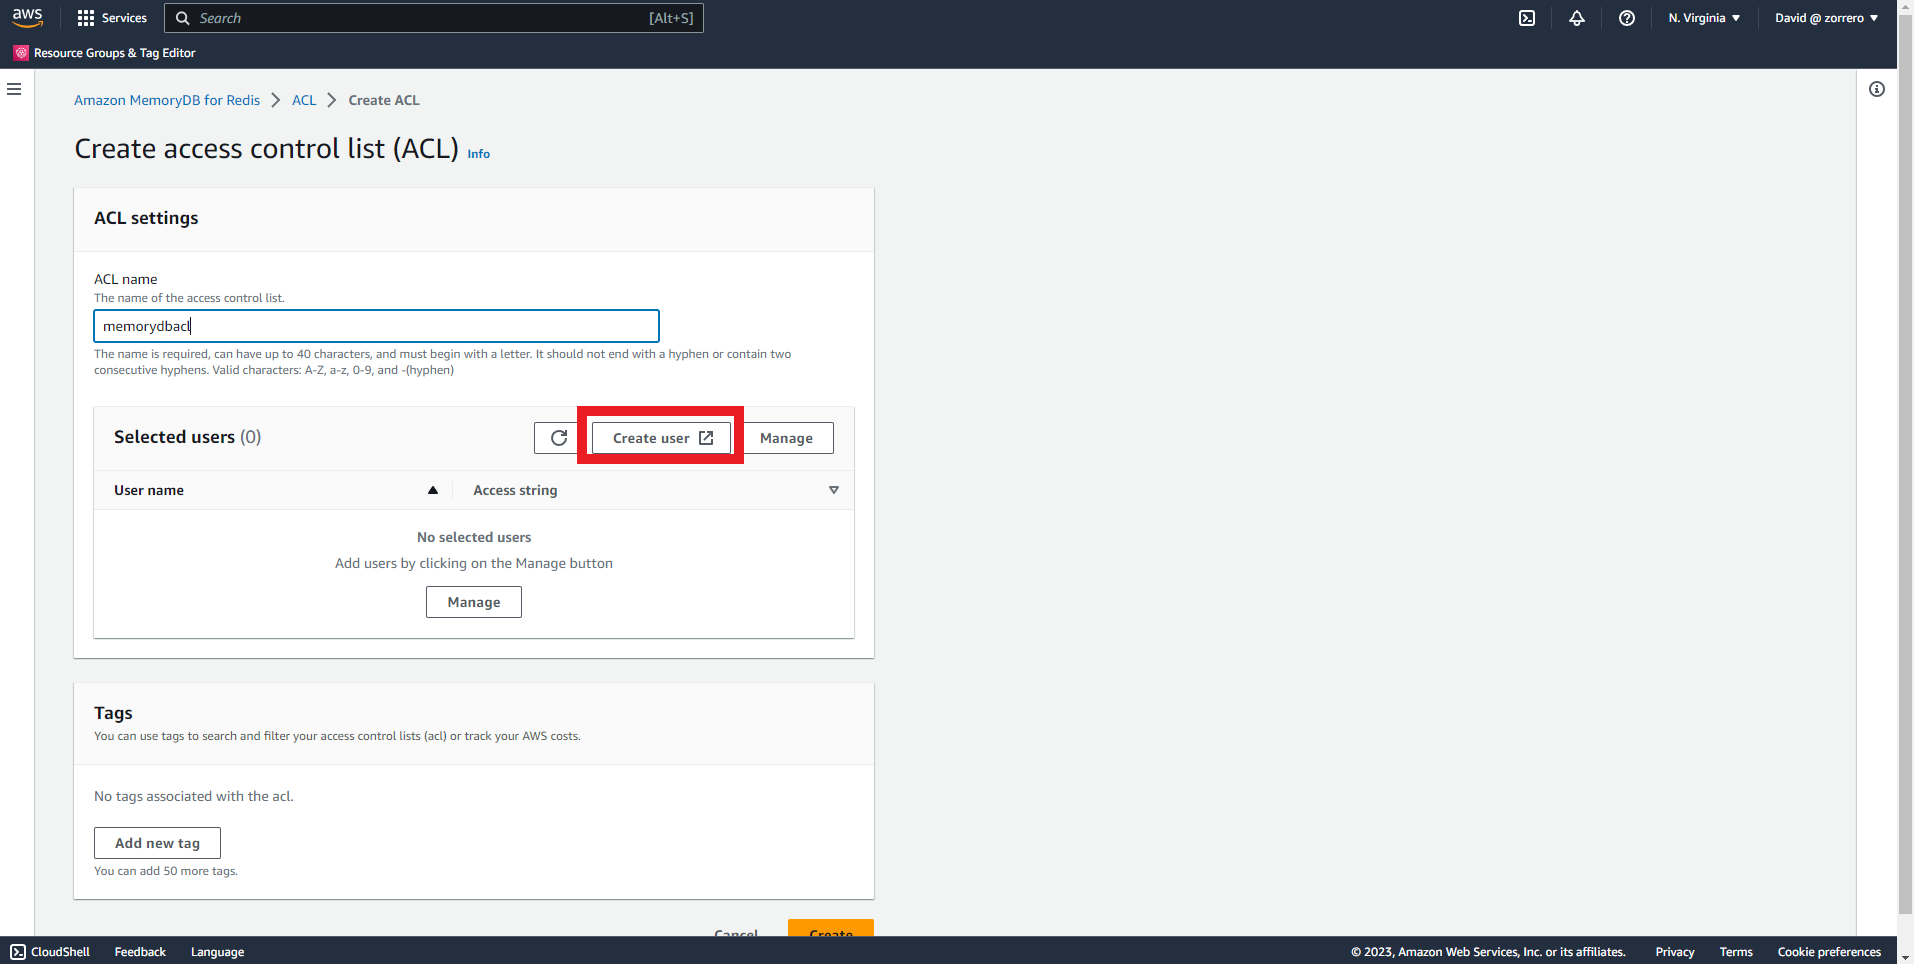 aws
Services
Search
[Alt+S]
N. Virginia
David @ zorrero
Resource Groups & Tag Editor
Amazon MemoryDB for Redis
ACL
Create ACL
Create access control list (ACL) Info
ACL settings
ACL name
The name of the access control list.
memorydbacl
The name is required, can have up to 40 characters, and must begin with a letter. It should not end with a hyphen or contain two
consecutive hyphens. Valid characters: A-Z, a-z, 0-9, and -(hyphen)
Selected users (0)
Create user
Manage
User name
Access string
No selected users
Add users by clicking on the Manage button
Manage
Tags
You can use tags to search and filter your access control lists (acl) or track your AWS costs.
No tags associated with the acl.
Add new tag
You can add 50 more tags.
Cancel
Create
CloudShell
Feedback
Language
© 2023, Amazon Web Services, Inc. or its affiliates.
Privacy
Terms
Cookie preferences